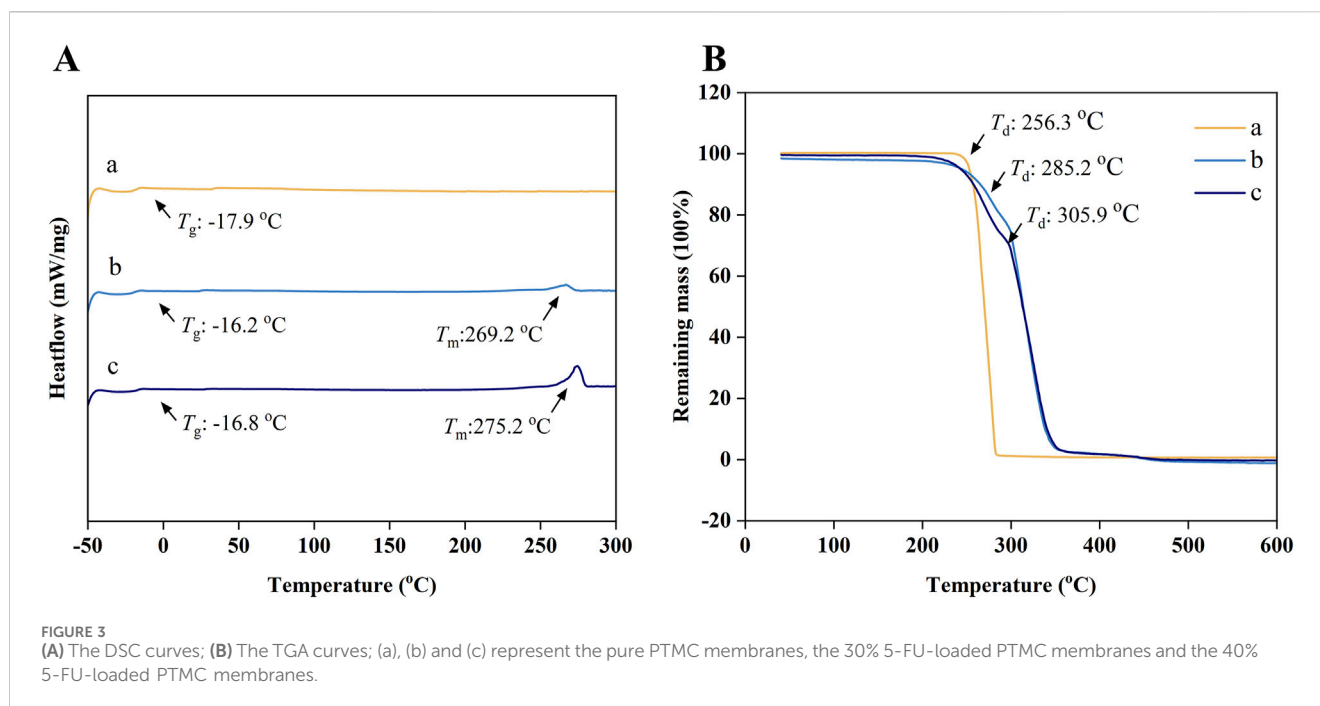 A
a
Tg: -17.9 °C
b
Tg: -16.2 °C
Tm:269.2 °C
c
Tg: -16.8 °C
Tm:275.2 °C
Heatflow (mW/mg)
-50 0 50 100 150 200 250 300
Temperature (°C)
B
120
100
80
60
40
20
0
-20
Td: 256.3 °C
Td: 285.2 °C
Td: 305.9 °C
a
b
c
Remaining mass (100%)
0 100 200 300 400 500 600
Temperature (°C)
FIGURE 3
(A) The DSC curves; (B) The TGA curves; (a), (b) and (c) represent the pure PTMC membranes, the 30% 5-FU-loaded PTMC membranes and the 40%
5-FU-loaded PTMC membranes.